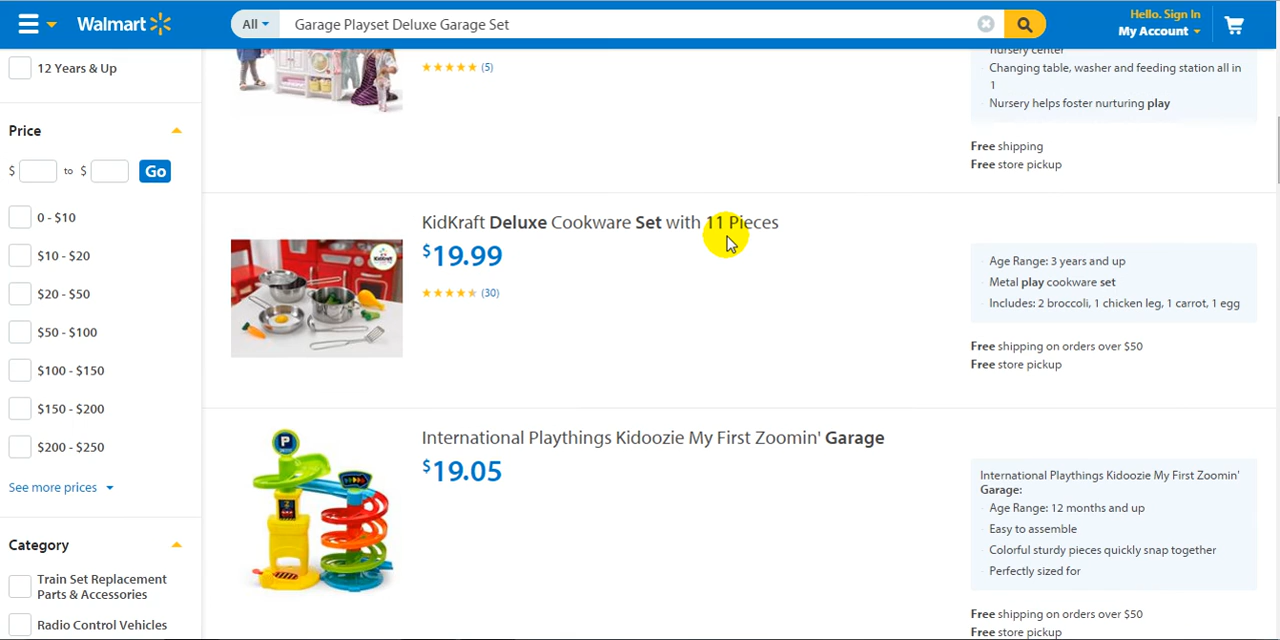 Walmart
All
Garage Playset Deluxe Garage Set
Hello. Sign In
My Account
12 Years & Up
Price
$ to $ Go
0 - $10
$10 - $20
$20 - $50
$50 - $100
$100 - $150
$150 - $200
$200 - $250
See more prices
Category
Train Set Replacement
Parts & Accessories
Radio Control Vehicles
(5)
nursery center
Changing table, washer and feeding station all in
1
Nursery helps foster nurturing play
Free shipping
Free store pickup
KidKraft Deluxe Cookware Set with 11 Pieces
$19.99
(30)
Age Range: 3 years and up
Metal play cookware set
Includes: 2 broccoli, 1 chicken leg, 1 carrot, 1 egg
Free shipping on orders over $50
Free store pickup
P
International Playthings Kidoozie My First Zoomin' Garage
$19.05
International Playthings Kidoozie My First Zoomin'
Garage:
Age Range: 12 months and up
Easy to assemble
Colorful sturdy pieces quickly snap together
Perfectly sized for
Free shipping on orders over $50
Free store pickup